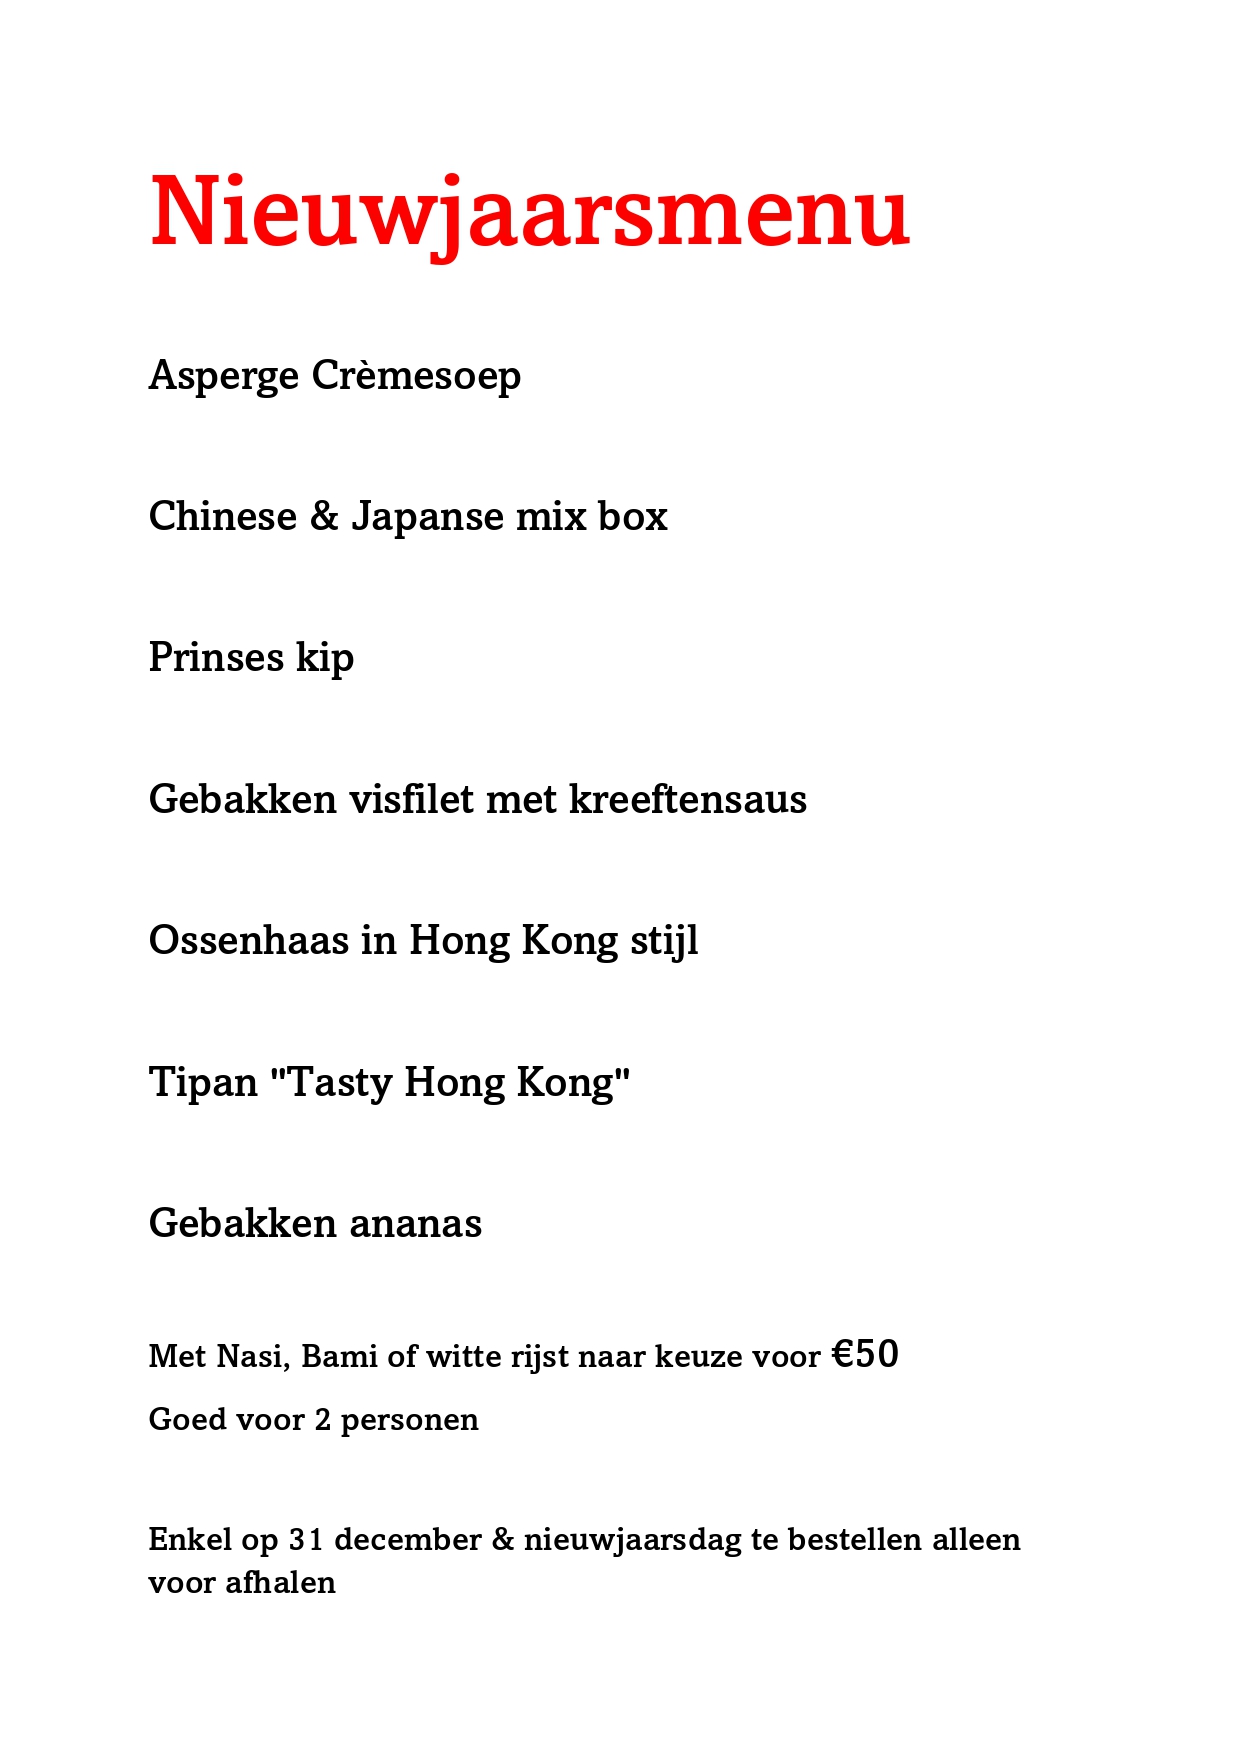 Nieuwjaarsmenu
Asperge Crèmesoep
Chinese & Japanse mix box
Prinses kip
Gebakken visfilet met kreeftensaus
Ossenhaas in Hong Kong stijl
Tipan "Tasty Hong Kong"
Gebakken ananas
Met Nasi, Bami of witte rijst naar keuze voor €50
Goed voor 2 personen
Enkel op 31 december & nieuwjaarsdag te bestellen alleen
voor afhalen